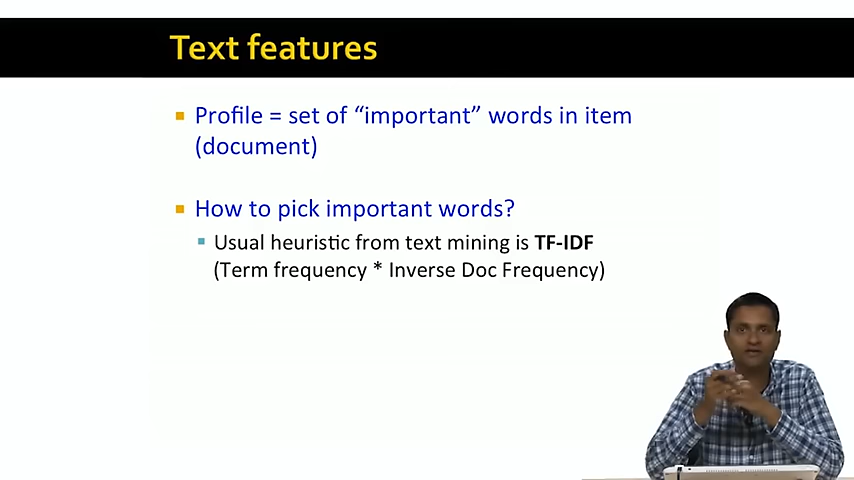 Text features
Profile = set of “important” words in item
(document)
How to pick important words?
Usual heuristic from text mining is TF-IDF
(Term frequency * Inverse Doc Frequency)